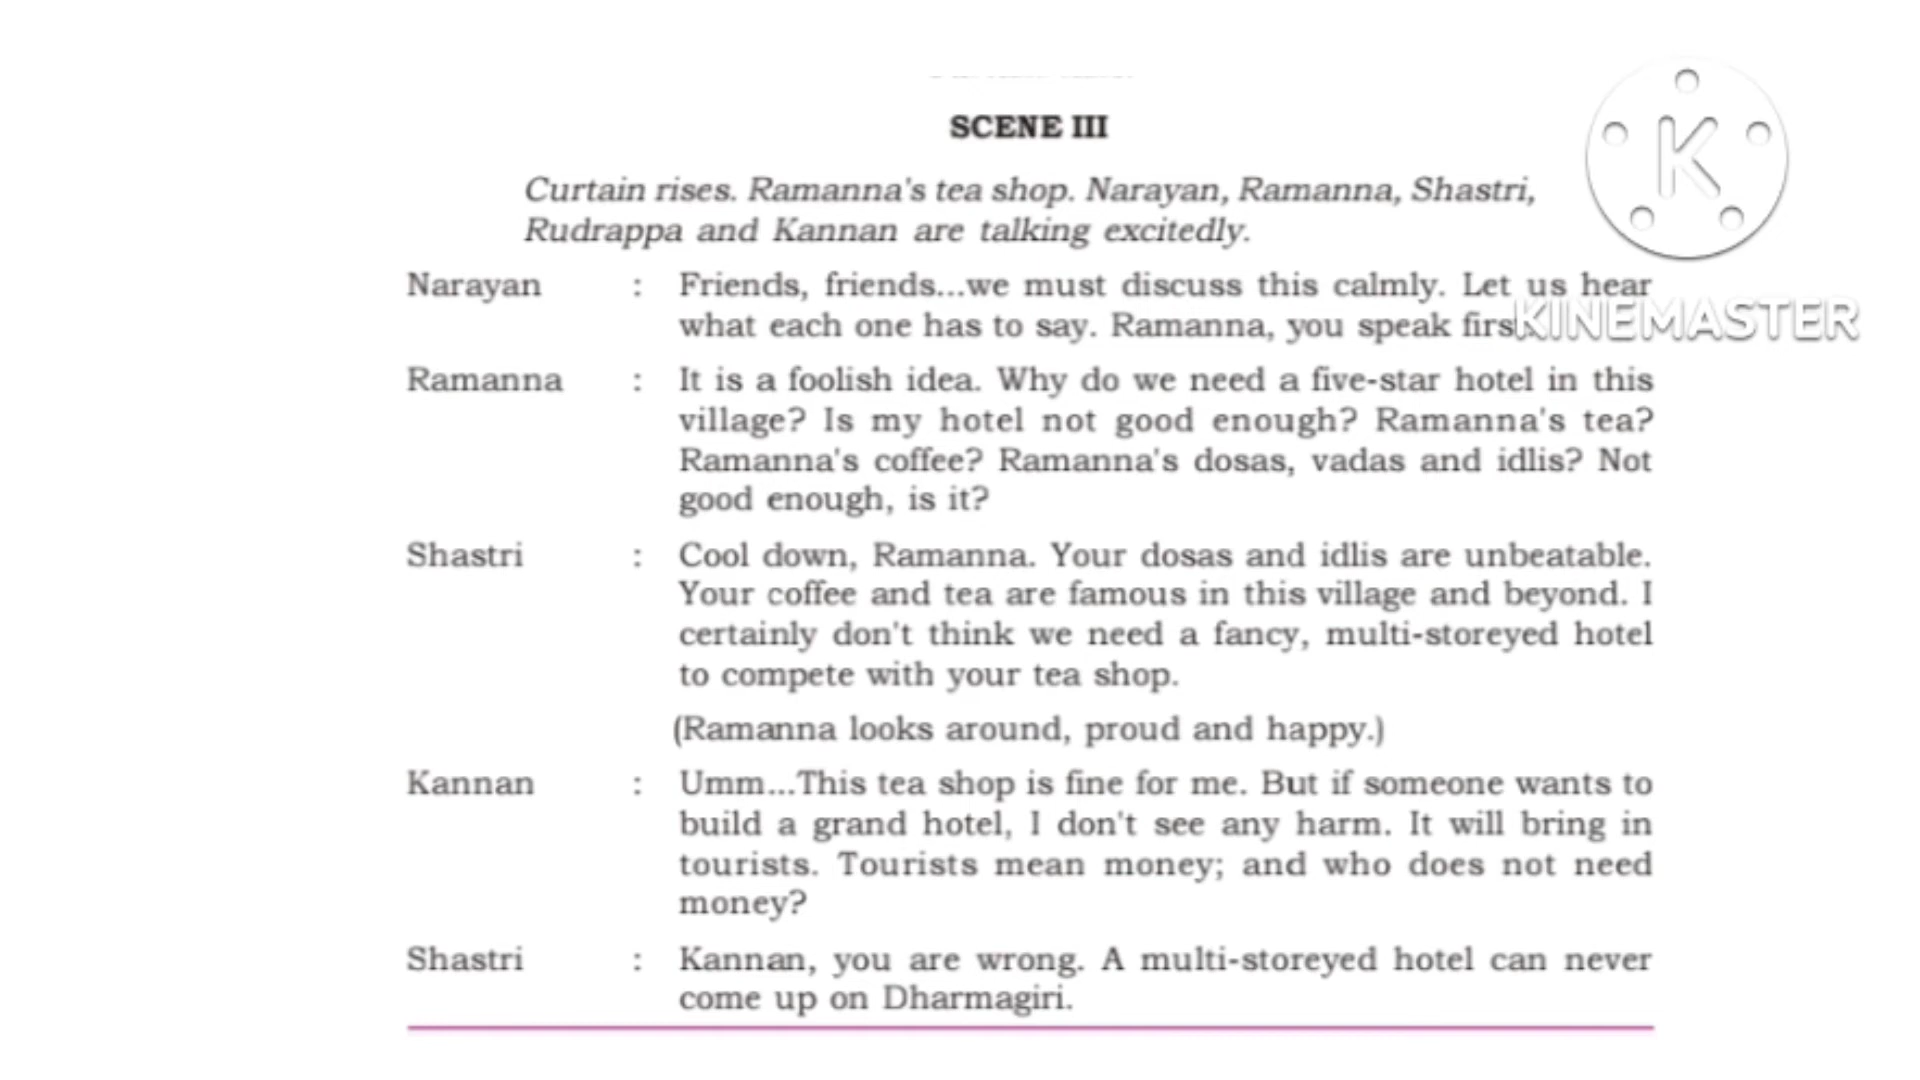 SCENE III
Curtain rises. Ramanna's tea shop. Narayan, Ramanna, Shastri,
Rudrappa and Kannan are talking excitedly.
Narayan : Friends, friends...we must discuss this calmly. Let us hear
what each one has to say. Ramanna, you speak
KINEMASTER
Ramanna : It is a foolish idea. Why do we need a five-star hotel in this
village? Is my hotel not good enough? Ramanna's tea?
Ramanna's coffee? Ramanna's dosas, vadas and idlis? Not
good enough, is it?
Shastri : Cool down, Ramanna. Your dosas and idlis are unbeatable.
Your coffee and tea are famous in this village and beyond. I
certainly don't think we need a fancy, multi-storeyed hotel
to compete with your tea shop.
(Ramanna looks around, proud and happy.)
Kannan : Umm...This tea shop is fine for me. But if someone wants to
build a grand hotel, I don't see any harm. It will bring in
tourists. Tourists mean money; and who does not need
money?
Shastri : Kannan, you are wrong. A multi-storeyed hotel can never
come up on Dharmagiri.
K